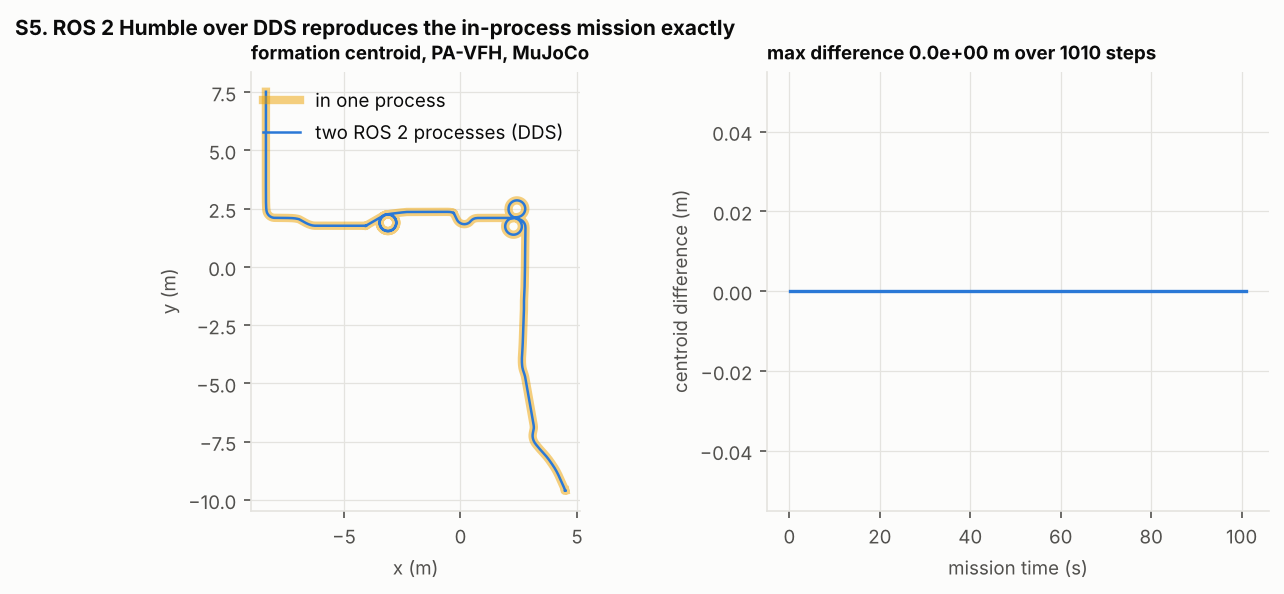 S5. ROS 2 Humble over DDS reproduces the in-process mission exactly
formation centroid, PA-VFH, MuJoCo
in one process
two ROS 2 processes (DDS)
7.5
5.0
2.5
0.0
−2.5
−5.0
−7.5
−10.0
y (m)
−5
0
5
x (m)
max difference 0.0e+00 m over 1010 steps
0.04
0.02
0.00
−0.02
−0.04
centroid difference (m)
0
20
40
60
80
100
mission time (s)